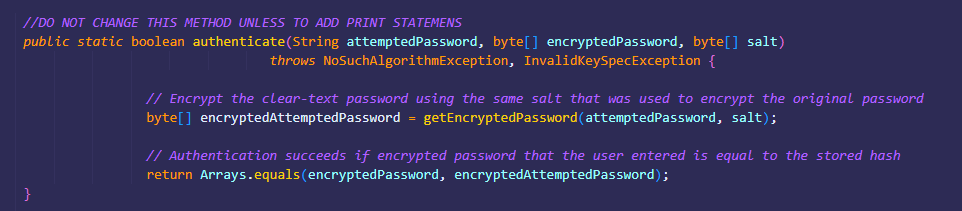 //DO NOT CHANGE THIS METHOD UNLESS TO ADD PRINT STATEMENS
public static boolean authenticate(String attemptedPassword, byte[] encryptedPassword, byte[] salt)
throws NoSuchAlgorithmException, InvalidKeySpecException {
// Encrypt the clear-text password using the same salt that was used to encrypt the original password
byte[] encryptedAttemptedPassword = getEncryptedPassword(attemptedPassword, salt);
// Authentication succeeds if encrypted password that the user entered is equal to the stored hash
return Arrays.equals(encryptedPassword, encryptedAttemptedPassword);
}